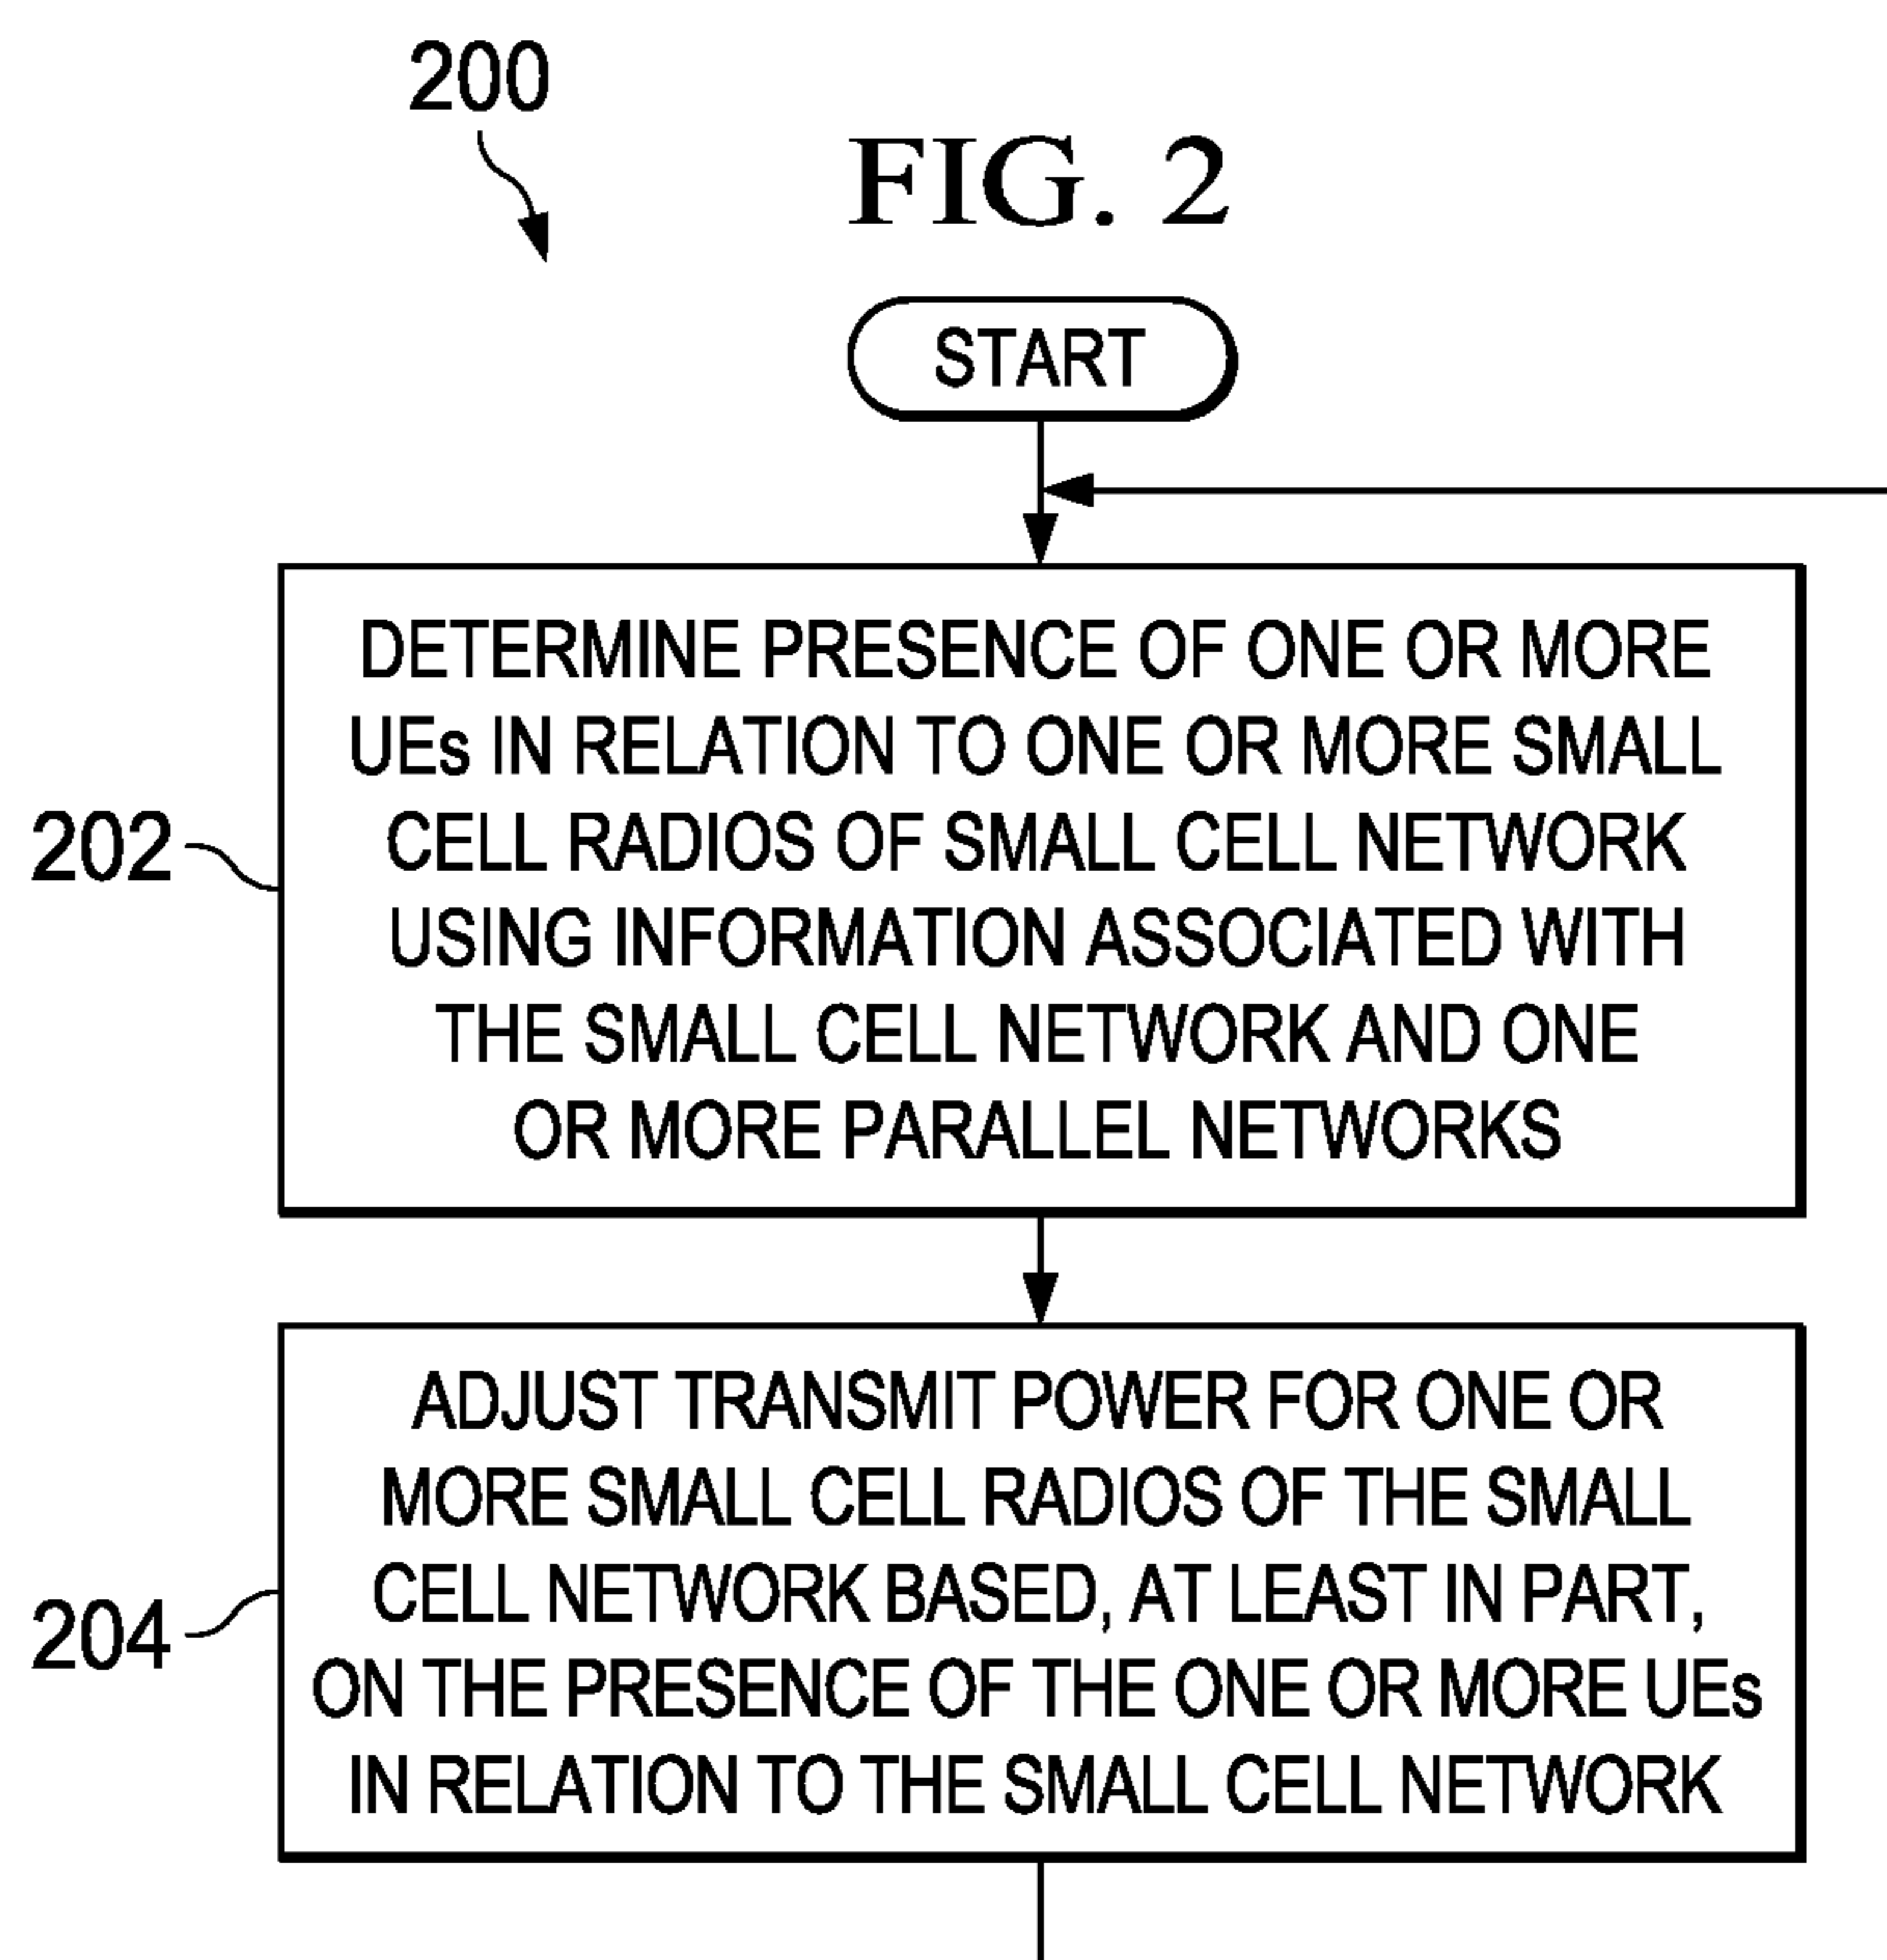 200
FIG. 2
START
DETERMINE PRESENCE OF ONE OR MORE
UEs IN RELATION TO ONE OR MORE SMALL
CELL RADIOS OF SMALL CELL NETWORK
USING INFORMATION ASSOCIATED WITH
THE SMALL CELL NETWORK AND ONE
OR MORE PARALLEL NETWORKS
202
ADJUST TRANSMIT POWER FOR ONE OR
MORE SMALL CELL RADIOS OF THE SMALL
CELL NETWORK BASED, AT LEAST IN PART,
ON THE PRESENCE OF THE ONE OR MORE UEs
IN RELATION TO THE SMALL CELL NETWORK
204